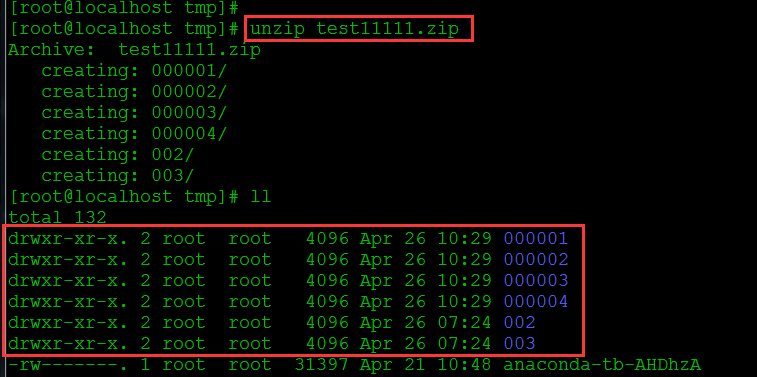 [root@localhost tmp]#
[root@localhost tmp]# unzip test11111.zip
Archive:  test11111.zip
   creating: 000001/
   creating: 000002/
   creating: 000003/
   creating: 000004/
   creating: 002/
   creating: 003/
[root@localhost tmp]# ll
total 132
drwxr-xr-x. 2 root  root   4096 Apr 26 10:29 000001
drwxr-xr-x. 2 root  root   4096 Apr 26 10:29 000002
drwxr-xr-x. 2 root  root   4096 Apr 26 10:29 000003
drwxr-xr-x. 2 root  root   4096 Apr 26 10:29 000004
drwxr-xr-x. 2 root  root   4096 Apr 26 07:24 002
drwxr-xr-x. 2 root  root   4096 Apr 26 07:24 003
-rw-------. 1 root  root  31397 Apr 21 10:48 anaconda-tb-AHDhzA